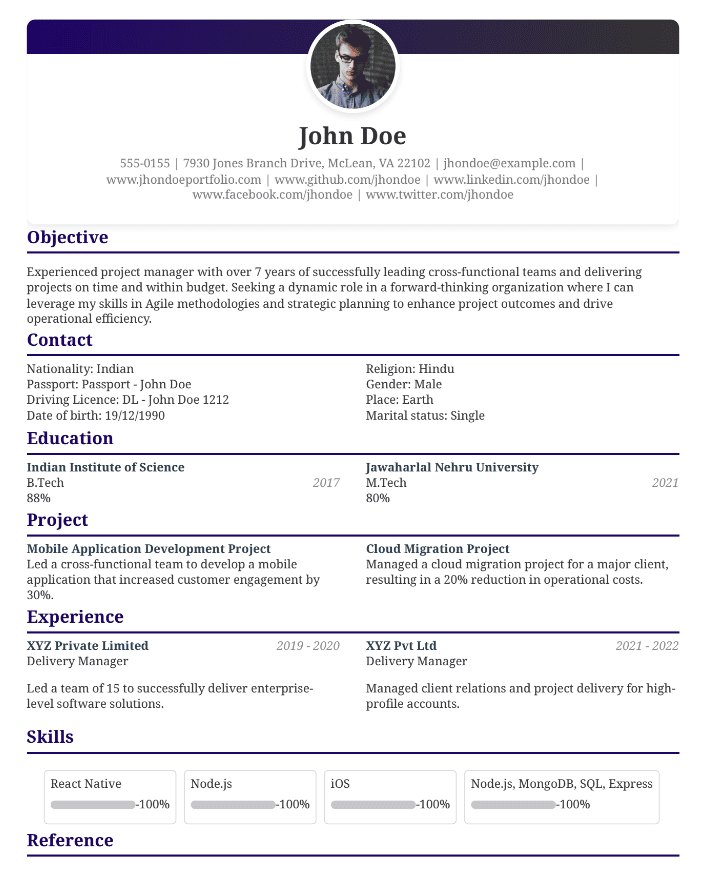 John Doe
555-0155 | 7930 Jones Branch Drive, McLean, VA 22102 | jhondoe@example.com |
www.jhondoeportfolio.com | www.github.com/jhondoe | www.linkedin.com/jhondoe |
www.facebook.com/jhondoe | www.twitter.com/jhondoe
Objective
Experienced project manager with over 7 years of successfully leading cross-functional teams and delivering
projects on time and within budget. Seeking a dynamic role in a forward-thinking organization where I can
leverage my skills in Agile methodologies and strategic planning to enhance project outcomes and drive
operational efficiency.
Contact
Nationality: Indian
Passport: Passport - John Doe
Driving Licence: DL - John Doe 1212
Date of birth: 19/12/1990
Religion: Hindu
Gender: Male
Place: Earth
Marital status: Single
Education
Indian Institute of Science
B.Tech 2017
88%
Jawaharlal Nehru University
M.Tech 2021
80%
Project
Mobile Application Development Project
Led a cross-functional team to develop a mobile
application that increased customer engagement by
30%.
Cloud Migration Project
Managed a cloud migration project for a major client,
resulting in a 20% reduction in operational costs.
Experience
XYZ Private Limited 2019 - 2020
Delivery Manager
Led a team of 15 to successfully deliver enterprise-
level software solutions.
XYZ Pvt Ltd 2021 - 2022
Delivery Manager
Managed client relations and project delivery for high-
profile accounts.
Skills
React Native
-100%
Node.js
-100%
iOS
-100%
Node.js, MongoDB, SQL, Express
-100%
Reference